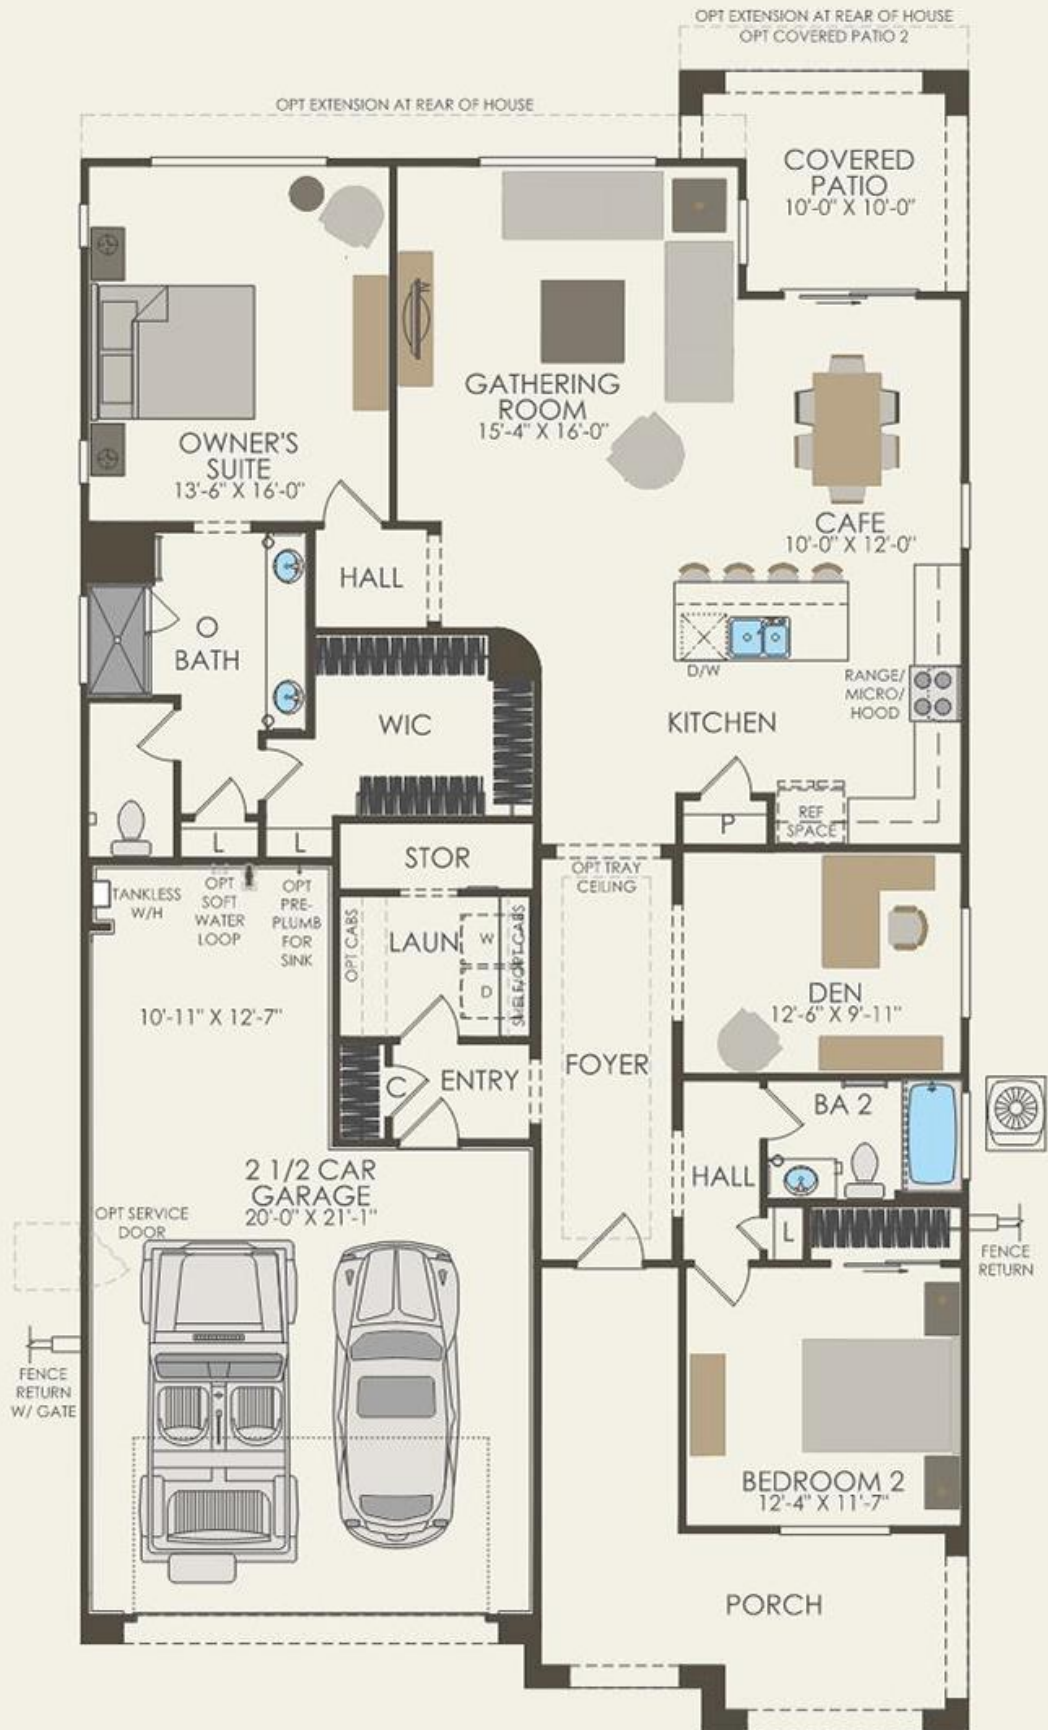 OPT EXTENSION AT REAR OF HOUSE
OPT COVERED PATIO 2
OPT EXTENSION AT REAR OF HOUSE
COVERED
PATIO
10'-0" X 10'-0"
GATHERING
ROOM
15'-4" X 16'-0"
OWNER'S
SUITE
13'-6" X 16'-0"
CAFE
10'-0" X 12'-0"
HALL
O
BATH
D/W
RANGE/
MICRO/
HOOD
WIC
KITCHEN
P
REF
SPACE
L
L
STOR
OPT TRAY
CEILING
TANKLESS
W/H
OPT
SOFT
WATER
LOOP
OPT
PRE-
PLUMB
FOR
SINK
OPT CABS
LAUN
W
D
SHELF/OPT CABS
DEN
12'-6" X 9'-11"
10'-11" X 12'-7"
FOYER
C
ENTRY
BA 2
HALL
2 1/2 CAR
GARAGE
20'-0" X 21'-1"
OPT SERVICE
DOOR
L
FENCE
RETURN
FENCE
RETURN
W/ GATE
BEDROOM 2
12'-4" X 11'-7"
PORCH